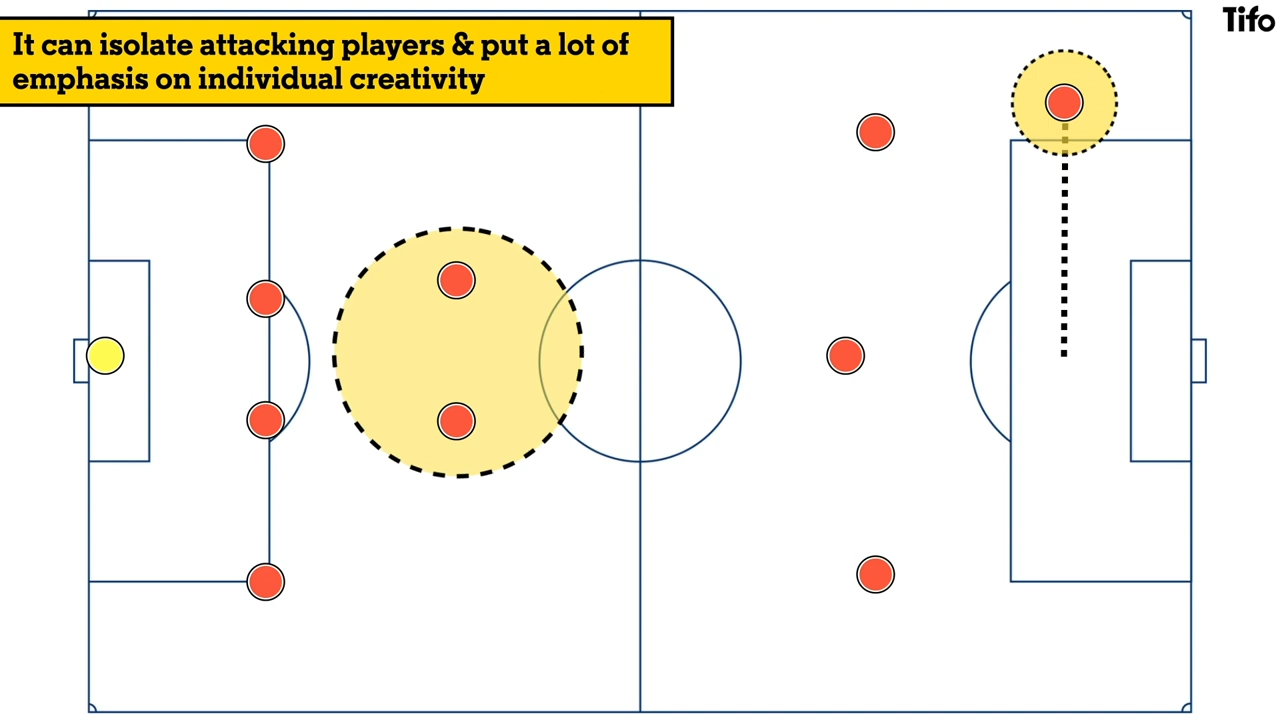 It can isolate attacking players & put a lot of
emphasis on individual creativity
Tifo